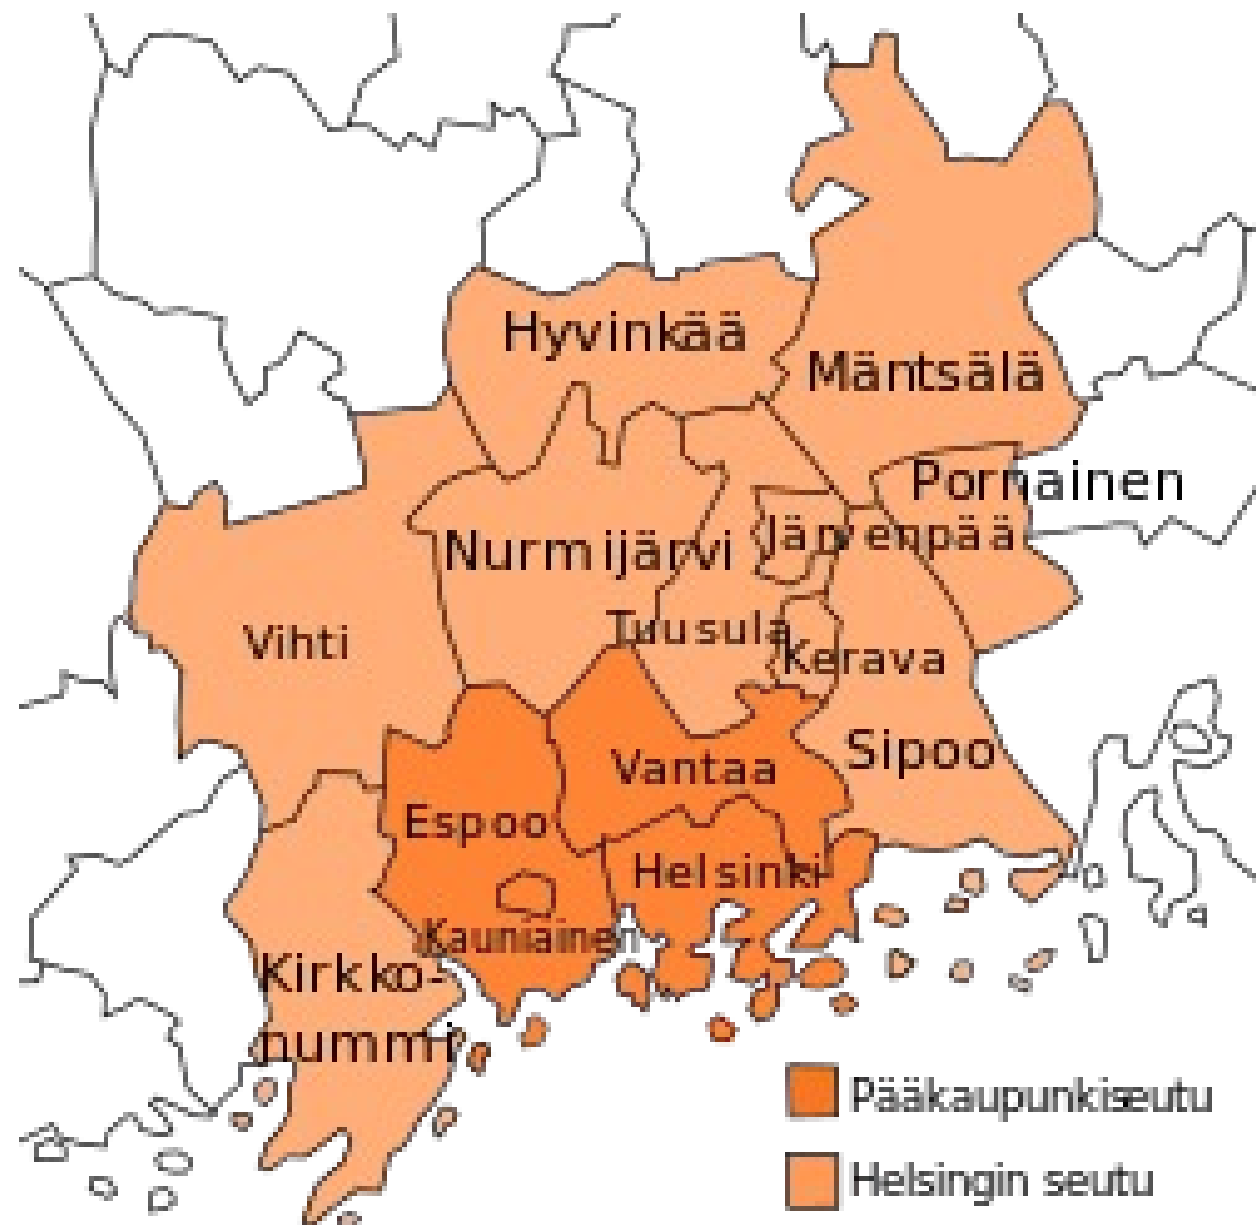 Hyvinkää
Mäntsälä
Pornainen
Järvenpää
Nurmijärvi
Tuusula
Vihti
Kerava
Sipoo
Vantaa
Espoo
Helsinki
Kauniainen
Kirkko-
nummi
Pääkaupunkiseutu
Helsingin seutu